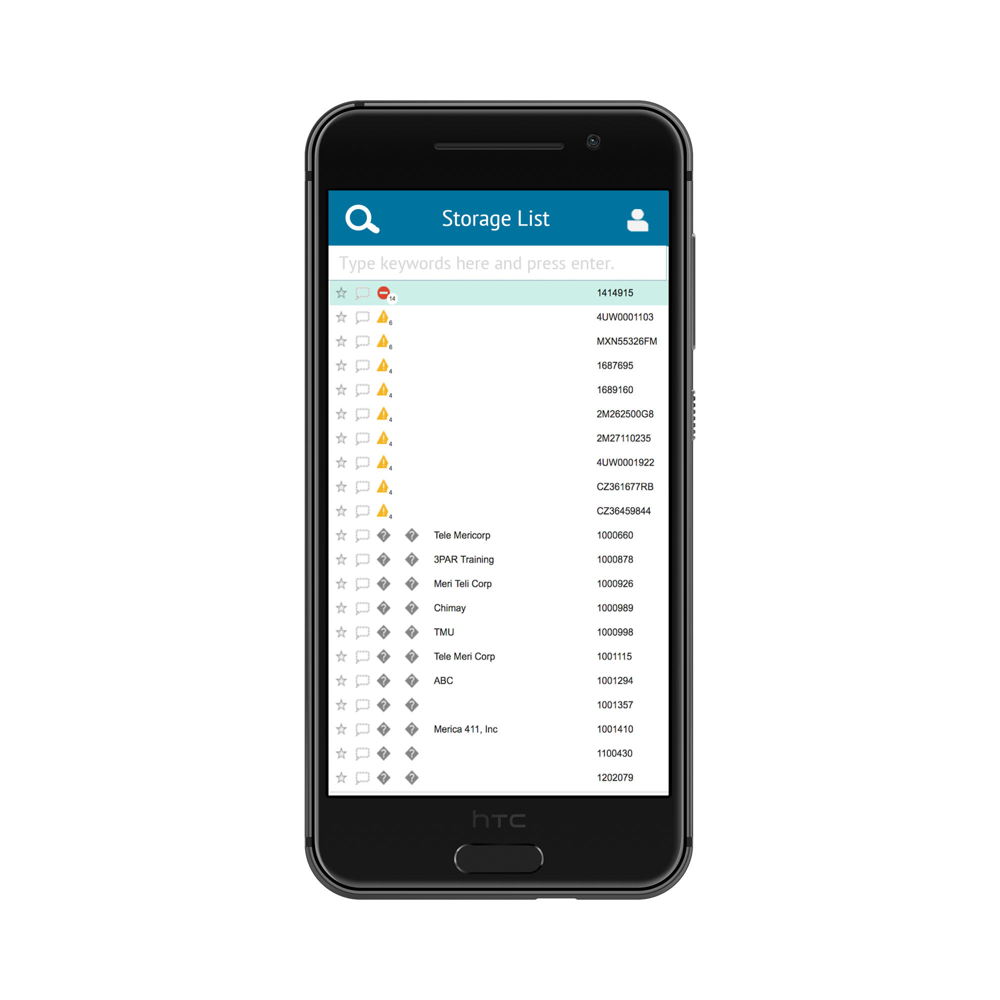 Storage List
Type keywords here and press enter.
14 1414915
6 4UW0001103
6 MXN55326FM
4 1687695
4 1689160
4 2M262500G8
4 2M27110235
4 4UW0001922
4 CZ361677RB
4 CZ36459844
? ? Tele Mericorp 1000660
? ? 3PAR Training 1000878
? ? Meri Teli Corp 1000926
? ? Chimay 1000989
? ? TMU 1000998
? ? Tele Meri Corp 1001115
? ? ABC 1001294
? ? 1001357
? ? Merica 411, Inc 1001410
? ? 1100430
? ? 1202079
hTC